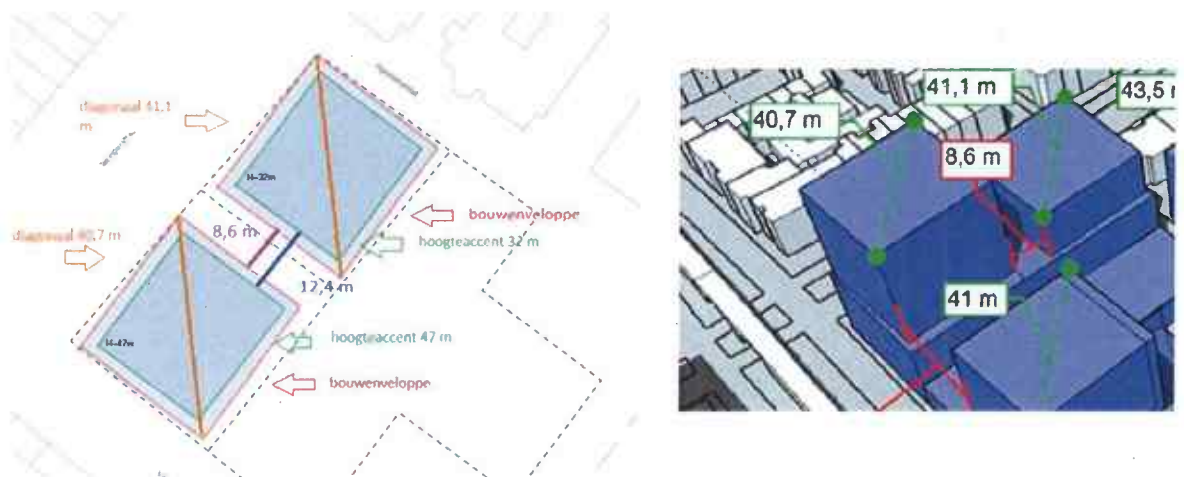 diagonaal 41,1
m
H=32m
diagonaal 40,7 m
8,6 m
bouwenveloppe
hoogteaccent 32 m
12,4 m
H=47m
hoogteaccent 47 m
bouwenveloppe
41,1 m
43,5
40,7 m
8,6 m
41 m